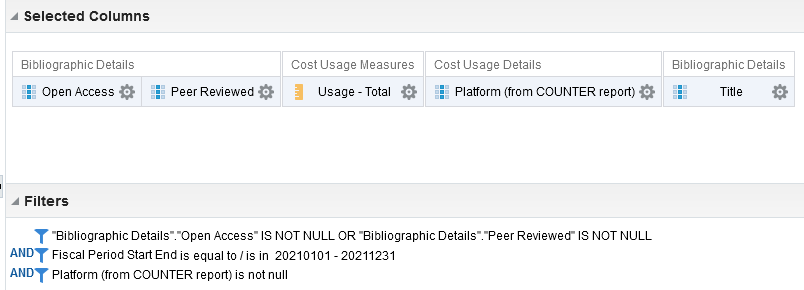 Selected Columns
Bibliographic Details Cost Usage Measures Cost Usage Details Bibliographic Details
Open Access Peer Reviewed Usage - Total Platform (from COUNTER report) Title
Filters
"Bibliographic Details"."Open Access" IS NOT NULL OR "Bibliographic Details"."Peer Reviewed" IS NOT NULL
AND Fiscal Period Start End is equal to / is in 20210101 - 20211231
AND Platform (from COUNTER report) is not null